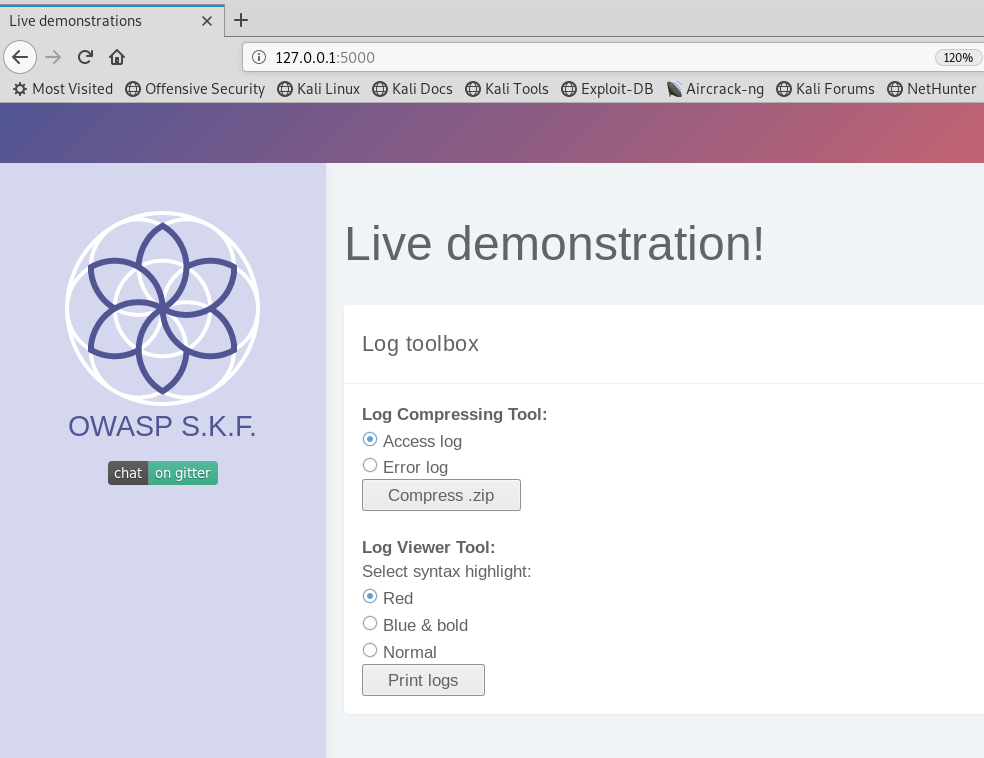 Live demonstrations
127.0.0.1:5000 120%
Most Visited Offensive Security Kali Linux Kali Docs Kali Tools Exploit-DB Aircrack-ng Kali Forums NetHunter
OWASP S.K.F.
chat on gitter
Live demonstration!
Log toolbox
Log Compressing Tool:
Access log
Error log
Compress .zip
Log Viewer Tool:
Select syntax highlight:
Red
Blue & bold
Normal
Print logs